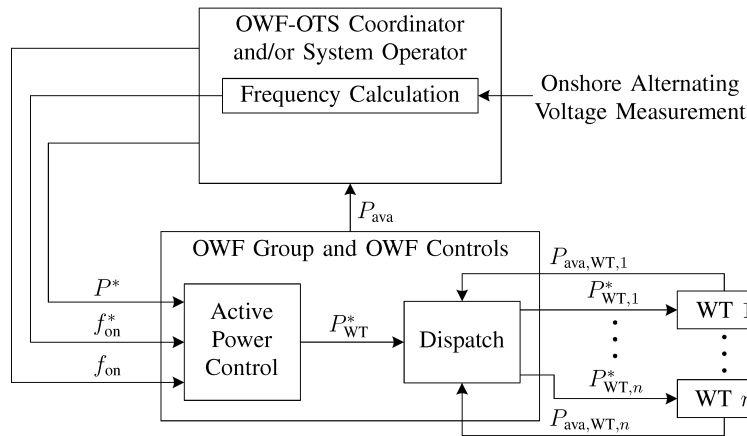 OWF-OTS Coordinator
and/or System Operator
Frequency Calculation
Onshore Alternating
Voltage Measurement
P_ava
OWF Group and OWF Controls
P*
f*_on
f_on
Active
Power
Control
P*_WT
Dispatch
P_ava,WT,1
P*_WT,1
WT 1
P*_WT,n
WT n
P_ava,WT,n